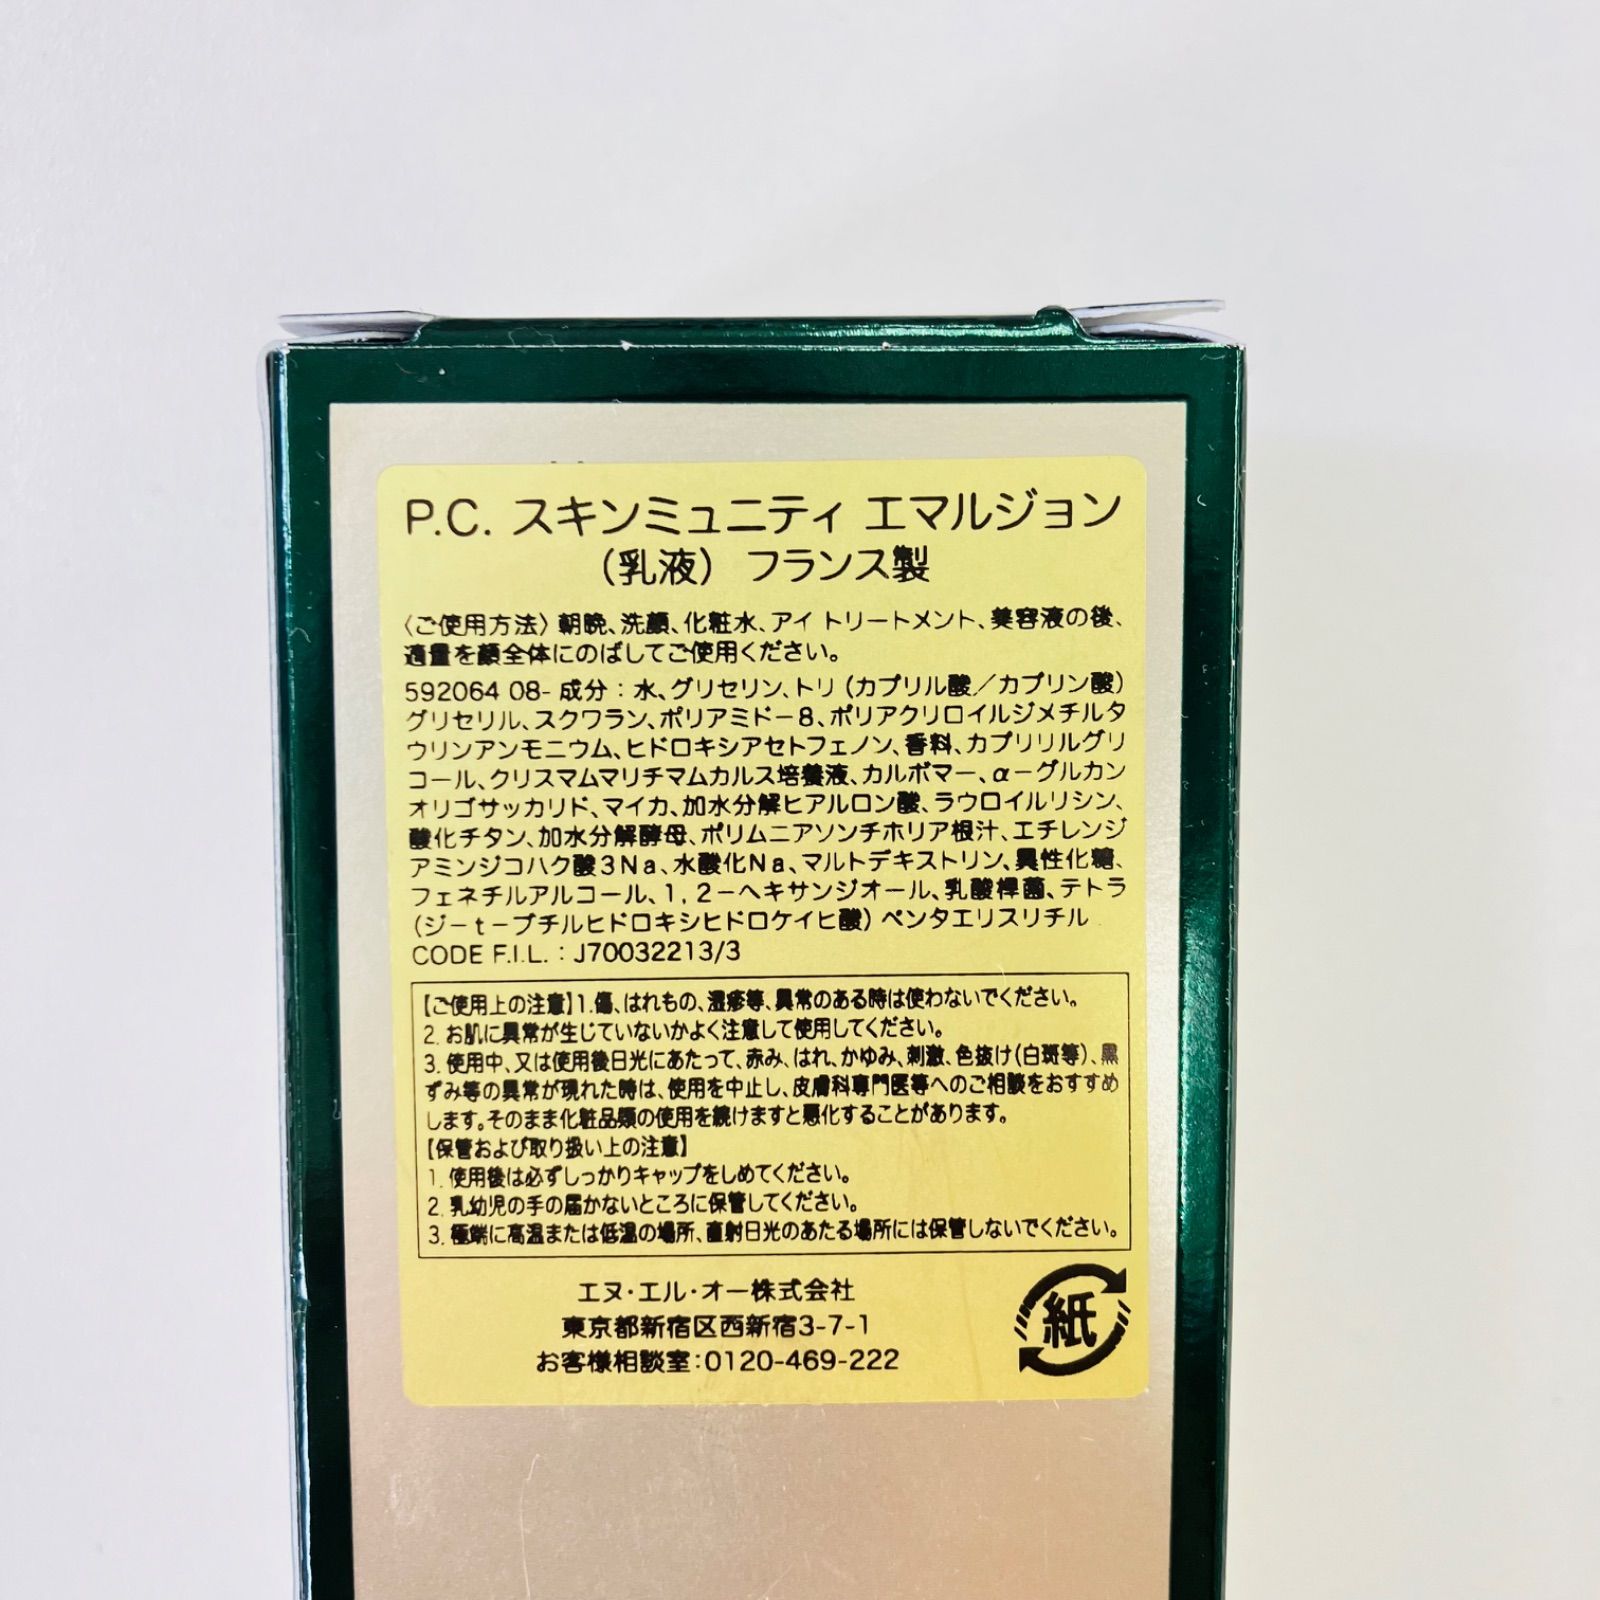 P.C. スキンミュニティ エマルジョン
（乳液） フランス製
〈ご使用方法〉朝晩、洗顔、化粧水、アイ トリートメント、美容液の後、
適量を顔全体にのばしてご使用ください。
592064 08- 成分：水、グリセリン、トリ（カプリル酸／カプリン酸）
グリセリル、スクワラン、ポリアミド－8、ポリアクリロイルジメチルタ
ウリンアンモニウム、ヒドロキシアセトフェノン、香料、カプリリルグリ
コール、クリスマムマリチマムカルス培養液、カルボマー、α－グルカン
オリゴサッカリド、マイカ、加水分解ヒアルロン酸、ラウロイルリシン、
酸化チタン、加水分解酵母、ポリムニアソンチホリア根汁、エチレンジ
アミンジコハク酸3Na、水酸化Na、マルトデキストリン、異性化糖、
フェネチルアルコール、1，2－ヘキサンジオール、乳酸桿菌、テトラ
（ジ－t－ブチルヒドロキシヒドロケイヒ酸）ペンタエリスリチル
CODE F.I.L.：J70032213/3
【ご使用上の注意】1.傷、はれもの、湿疹等、異常のある時は使わないでください。
2. お肌に異常が生じていないかよく注意して使用してください。
3. 使用中、又は使用後日光にあたって、赤み、はれ、かゆみ、刺激、色抜け（白斑等）、黒
ずみ等の異常が現れた時は、使用を中止し、皮膚科専門医等へのご相談をおすすめ
します。そのまま化粧品類の使用を続けますと悪化することがあります。
【保管および取り扱い上の注意】
1. 使用後は必ずしっかりキャップをしめてください。
2. 乳幼児の手の届かないところに保管してください。
3. 極端に高温または低温の場所、直射日光のあたる場所には保管しないでください。
エヌ・エル・オー株式会社
東京都新宿区西新宿3-7-1
お客様相談室：0120-469-222
紙